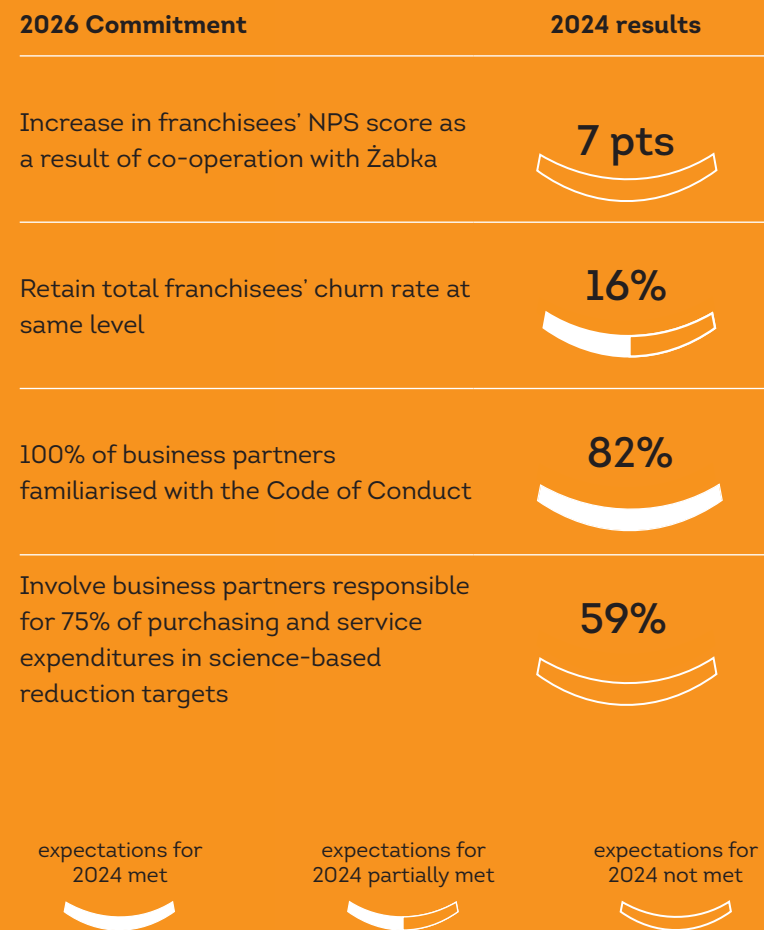 2026 Commitment
2024 results
Increase in franchisees’ NPS score as
a result of co-operation with Żabka
7 pts
Retain total franchisees’ churn rate at
same level
16%
100% of business partners
familiarised with the Code of Conduct
82%
Involve business partners responsible
for 75% of purchasing and service
expenditures in science-based
reduction targets
59%
expectations for
2024 met
expectations for
2024 partially met
expectations for
2024 not met